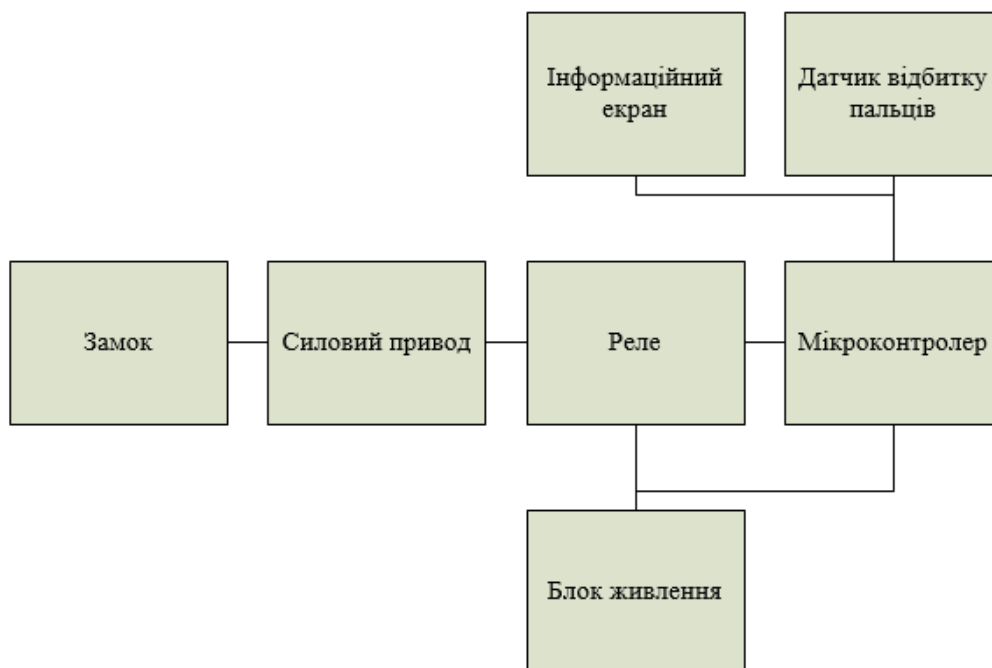 Інформаційний
екран
Датчик відбитку
пальців
Замок
Силовий привод
Реле
Мікроконтролер
Блок живлення